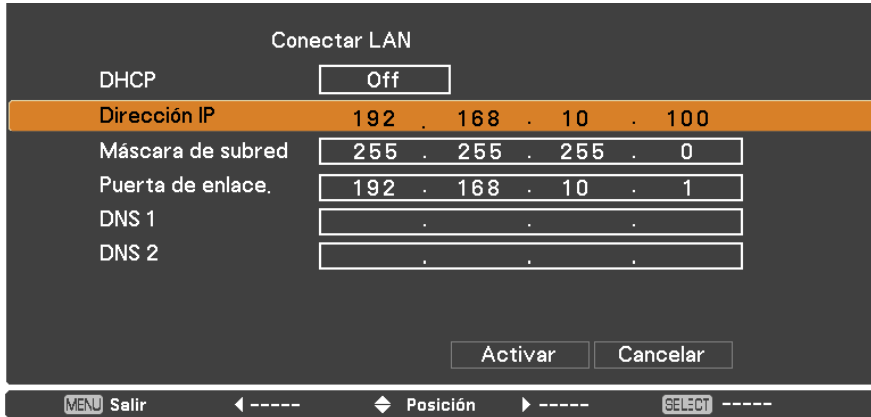 Conectar LAN
DHCP Off
Dirección IP 192 . 168 . 10 . 100
Máscara de subred 255 . 255 . 255 . 0
Puerta de enlace. 192 . 168 . 10 . 1
DNS 1 . . .
DNS 2 . . .
Activar Cancelar
MENU Salir ◀ ----- ◆ Posición ▶ ----- SELECT -----